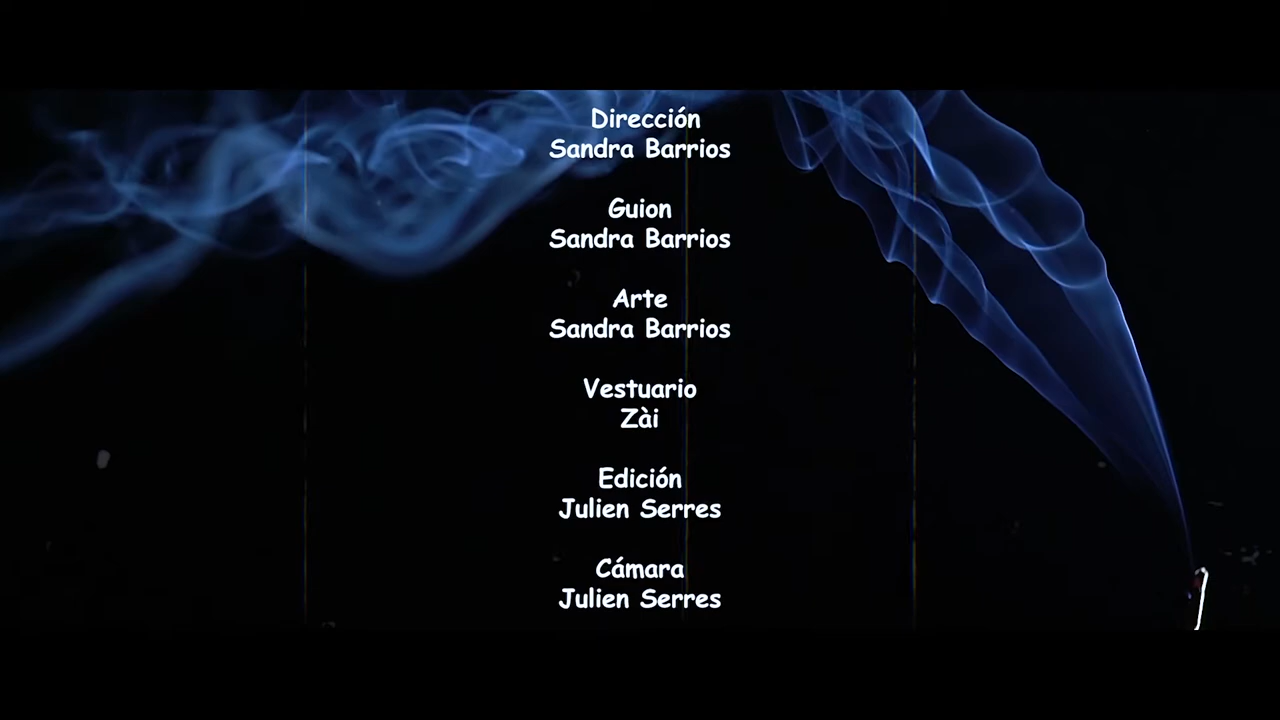 Dirección
Sandra Barrios
Guion
Sandra Barrios
Arte
Sandra Barrios
Vestuario
Zài
Edición
Julien Serres
Cámara
Julien Serres